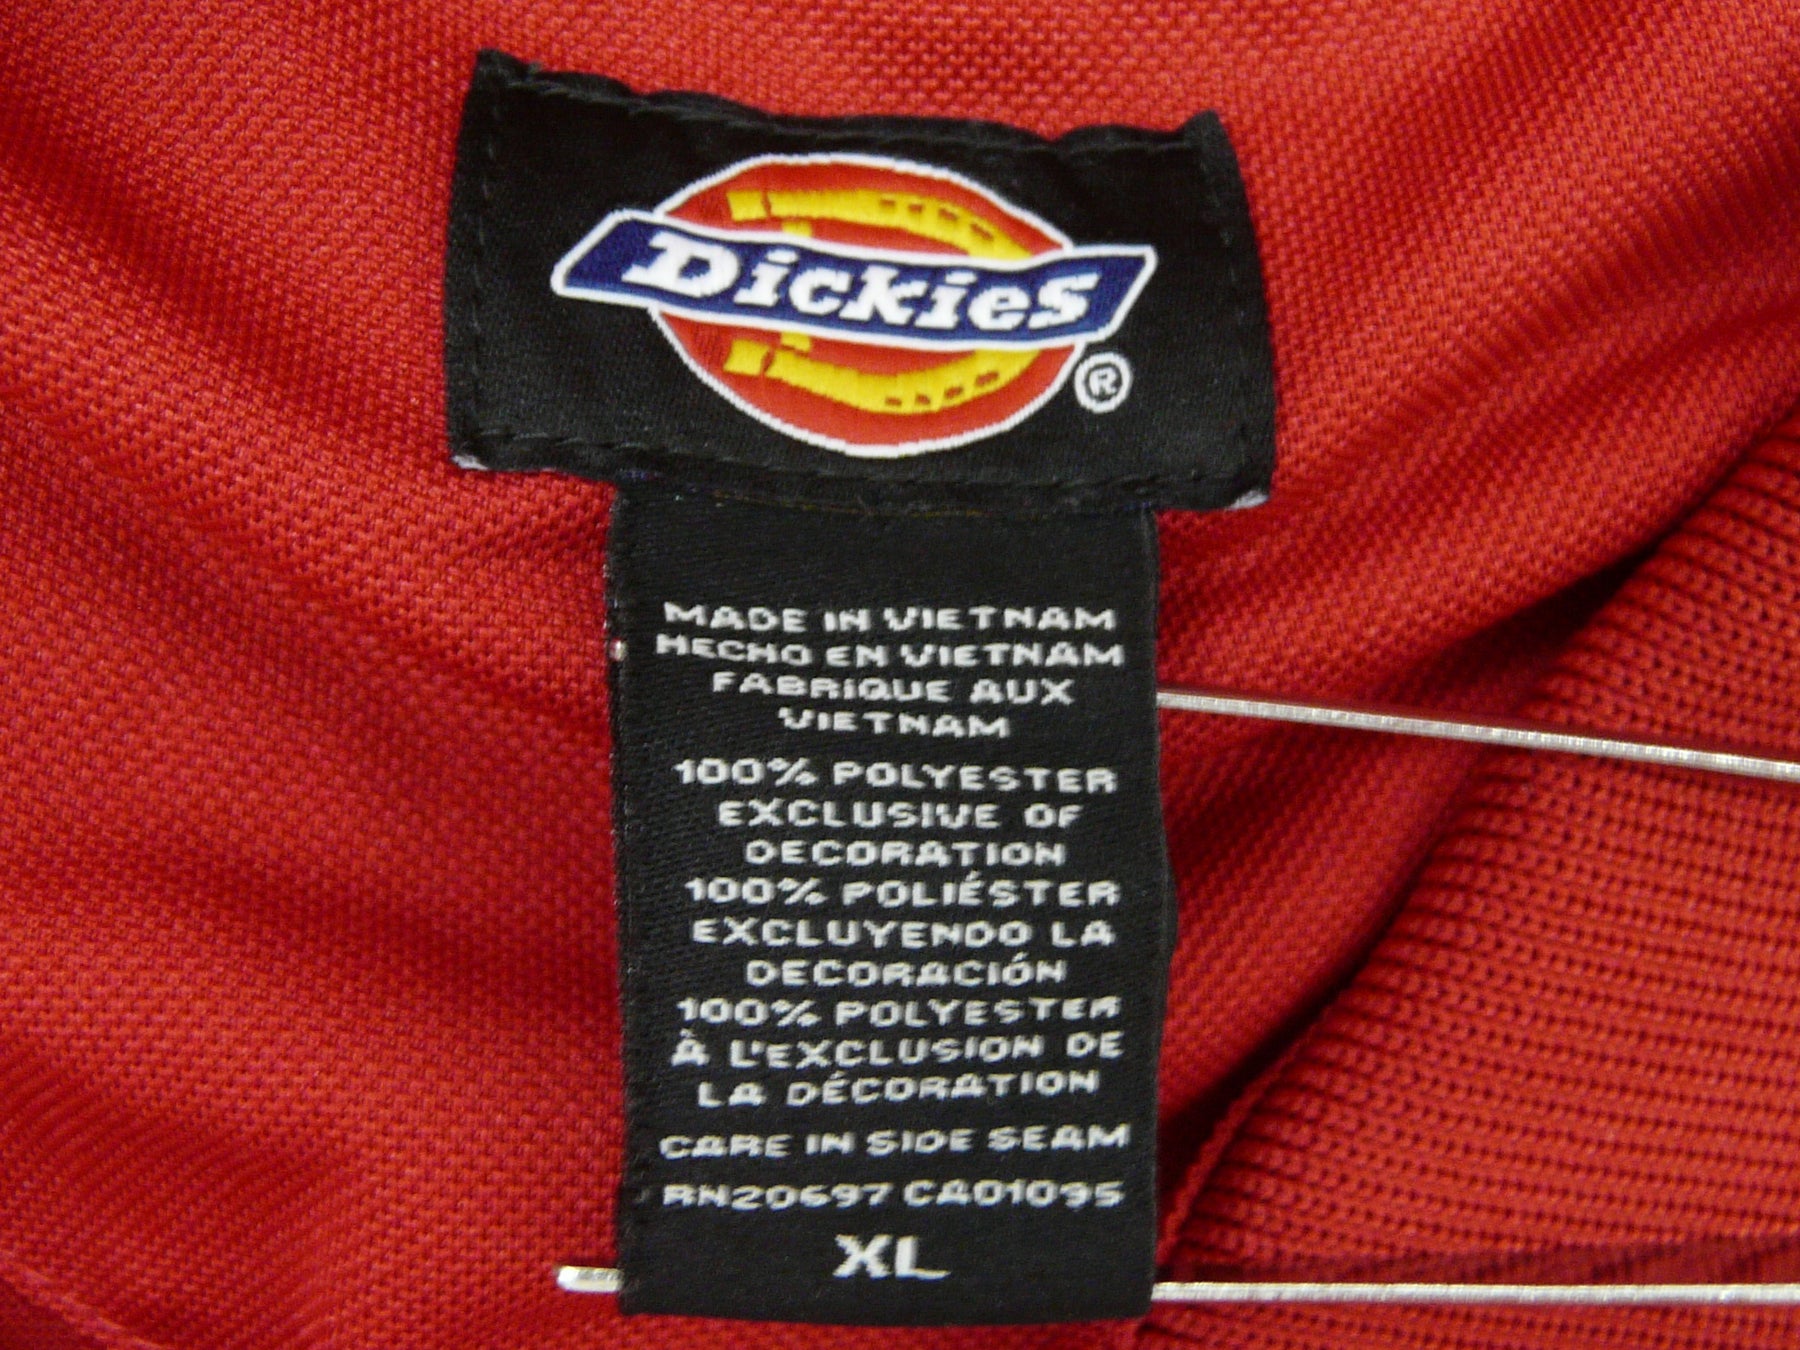 Dickies
®
MADE IN VIETNAM
HECHO EN VIETNAM
FABRIQUE AUX
VIETNAM
100% POLYESTER
EXCLUSIVE OF
DECORATION
100% POLIÉSTER
EXCLUYENDO LA
DECORACIÓN
100% POLYESTER
À L'EXCLUSION DE
LA DÉCORATION
CARE IN SIDE SEAM
RN20697 CA01095
XL